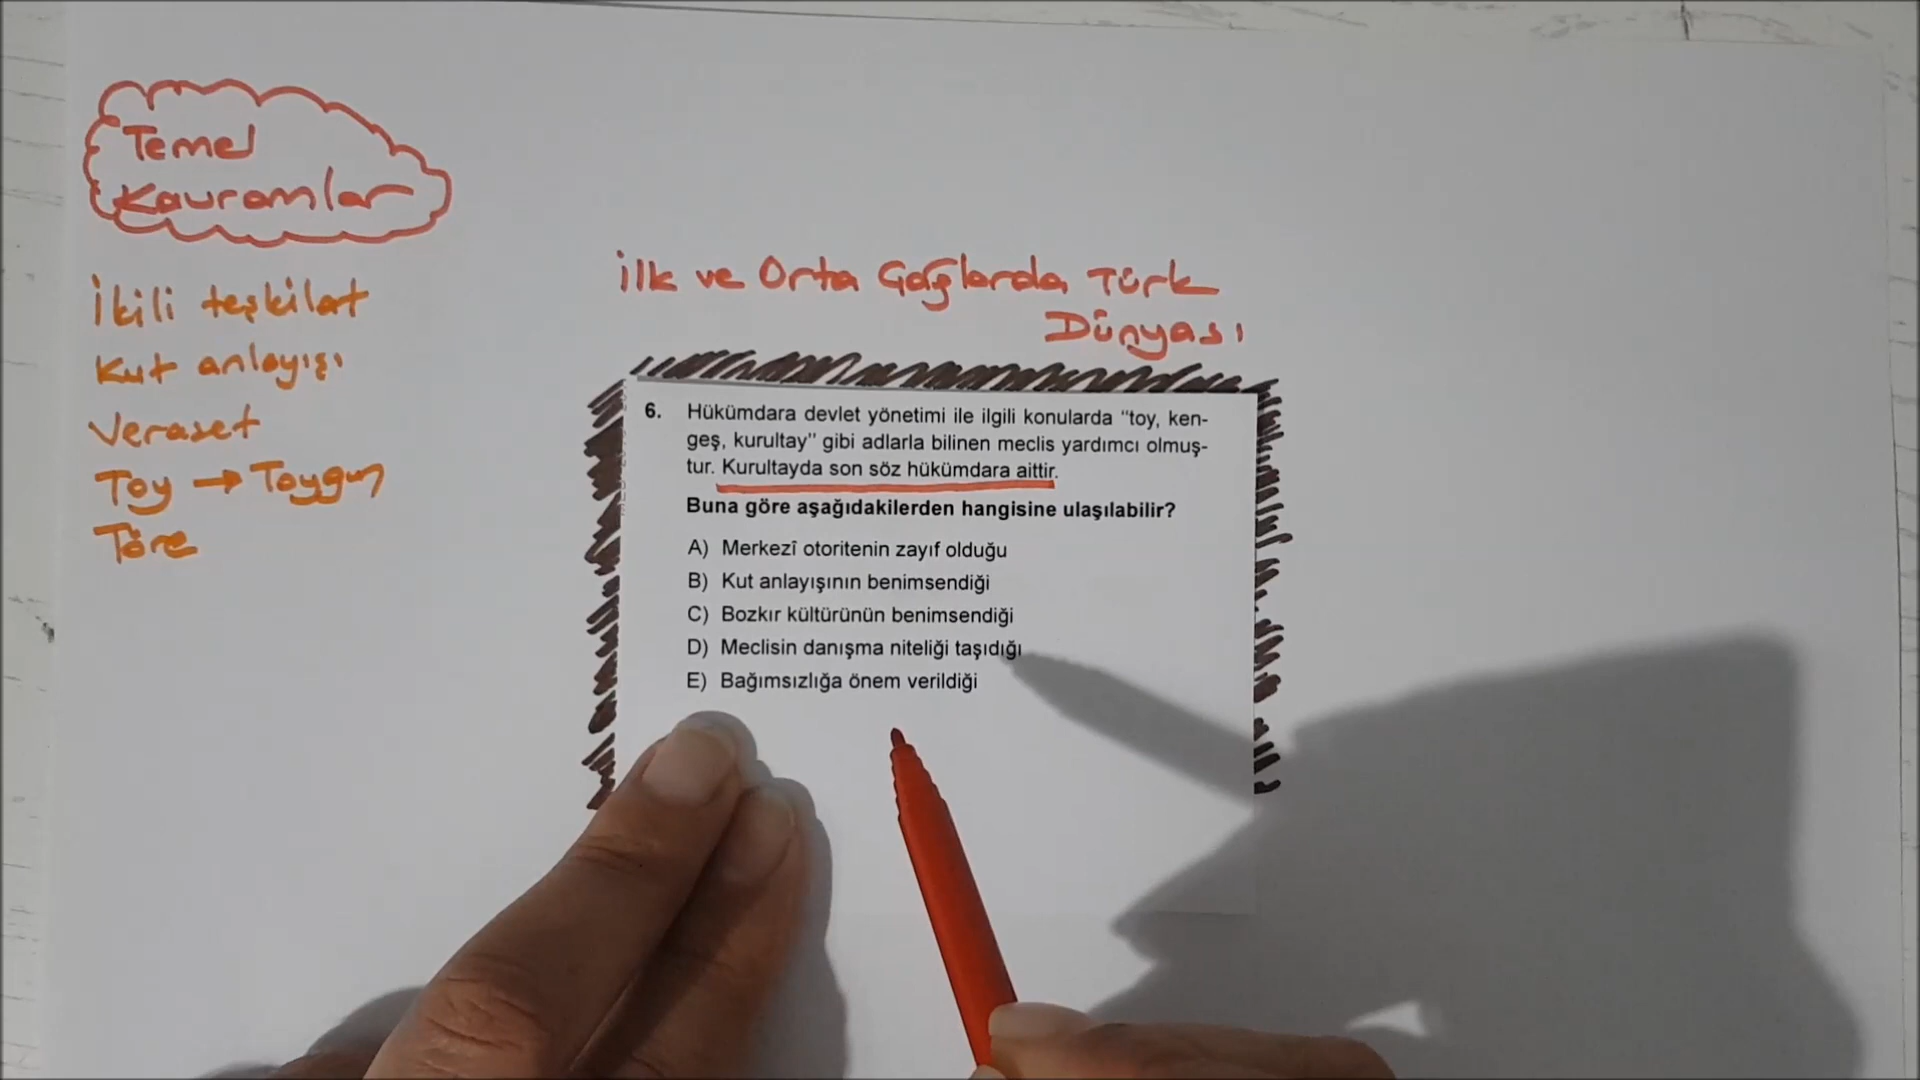 Temel
Kavramlar
İkili teşkilat
Kut anlayışı
Veraset
Toy → Toygun
Töre
İlk ve Orta Çağlarda Türk
Dünyası
6. Hükümdara devlet yönetimi ile ilgili konularda "toy, ken-
geş, kurultay" gibi adlarla bilinen meclis yardımcı olmuş-
tur. Kurultayda son söz hükümdara aittir.
Buna göre aşağıdakilerden hangisine ulaşılabilir?
A) Merkezî otoritenin zayıf olduğu
B) Kut anlayışının benimsendiği
C) Bozkır kültürünün benimsendiği
D) Meclisin danışma niteliği taşıdığı
E) Bağımsızlığa önem verildiği